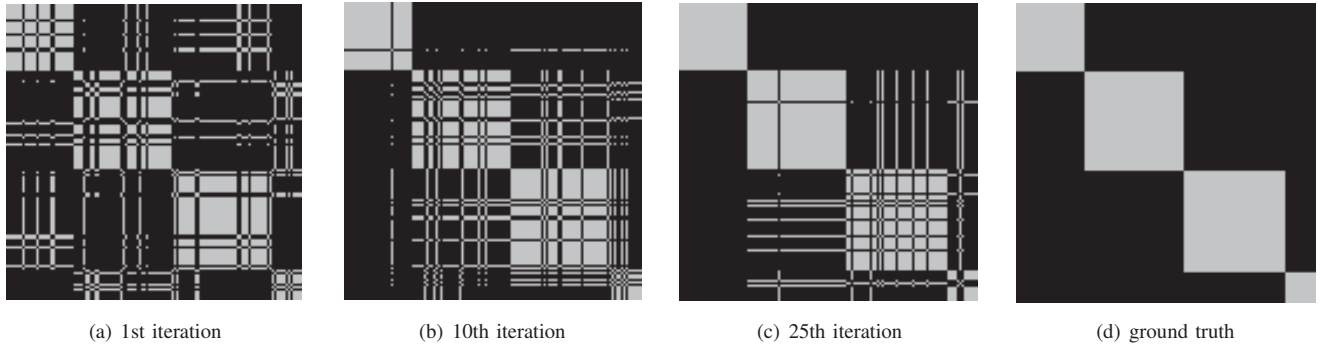 (a) 1st iteration
(b) 10th iteration
(c) 25th iteration
(d) ground truth